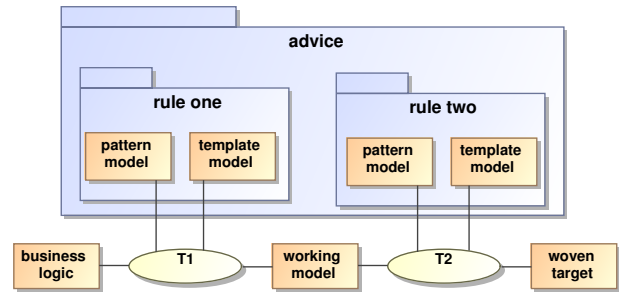 advice
rule one
rule two
pattern
model
template
model
pattern
model
template
model
business
logic
T1
working
model
T2
woven
target